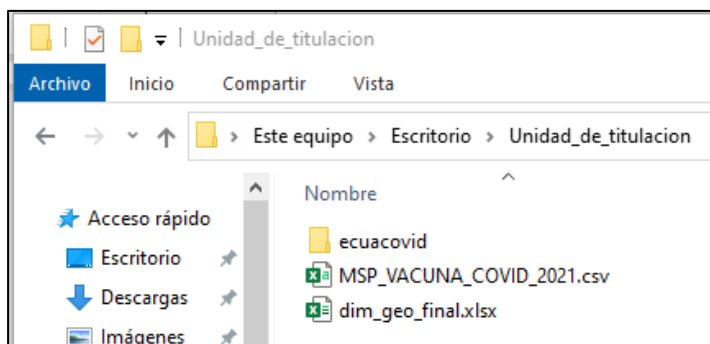 Unidad_de_titulacion
Archivo Inicio Compartir Vista
Este equipo > Escritorio > Unidad_de_titulacion
Nombre
Acceso rápido
ecuacovid
Escritorio
MSP_VACUNA_COVID_2021.csv
Descargas
dim_geo_final.xlsx
Imágenes